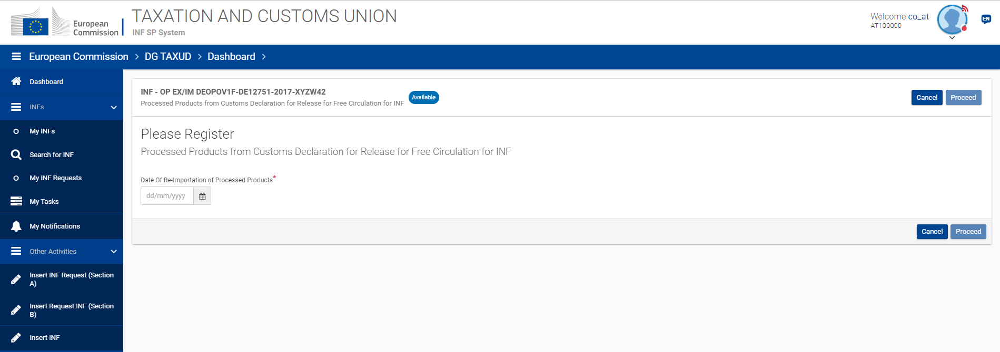 European
Commission
TAXATION AND CUSTOMS UNION
INF SP System
Welcome co_at
AT100000
EN
European Commission > DG TAXUD > Dashboard >
Dashboard
INFs
My INFs
Search for INF
My INF Requests
My Tasks
My Notifications
Other Activities
Insert INF Request (Section
A)
Insert Request INF (Section
B)
Insert INF
INF - OP EX/IM DEOPOV1F-DE12751-2017-XYZW42
Processed Products from Customs Declaration for Release for Free Circulation for INF
Available
Cancel Proceed
Please Register
Processed Products from Customs Declaration for Release for Free Circulation for INF
Date Of Re-Importation of Processed Products*
dd/mm/yyyy
Cancel Proceed